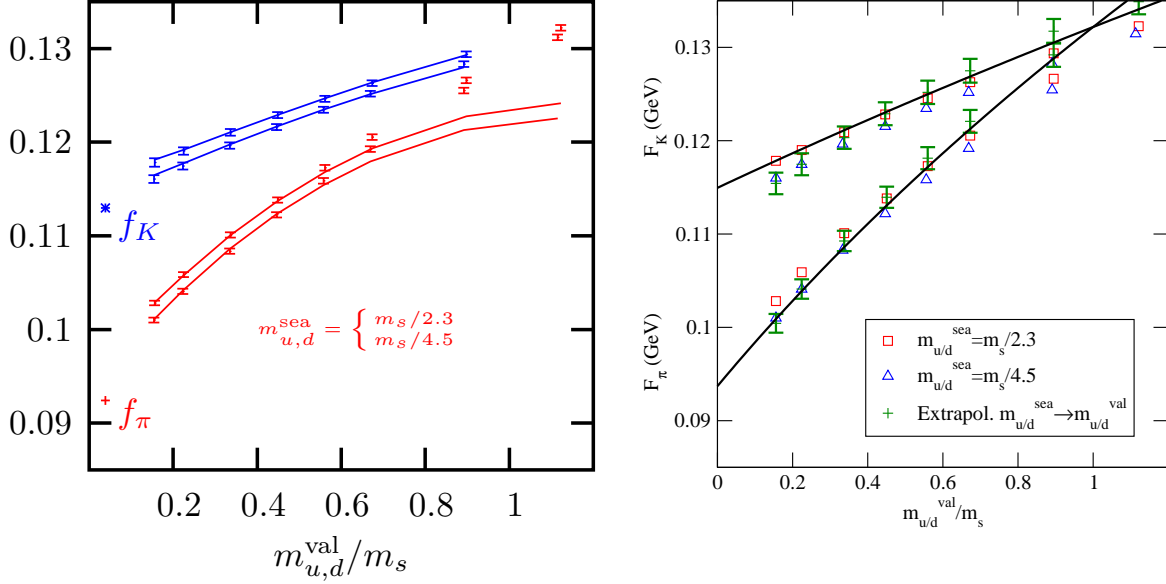 0.13
0.12
0.11
0.1
0.09
f_K
f_π
m_{u,d}^{sea} = { m_s/2.3
m_s/4.5
0.2 0.4 0.6 0.8 1
m_{u,d}^{val}/m_s
F_K (GeV)
F_π (GeV)
0.13
0.12
0.11
0.1
0.09
m_{u/d}^{sea}=m_s/2.3
m_{u/d}^{sea}=m_s/4.5
Extrapol. m_{u/d}^{sea}→m_{u/d}^{val}
0 0.2 0.4 0.6 0.8 1
m_{u/d}^{val}/m_s